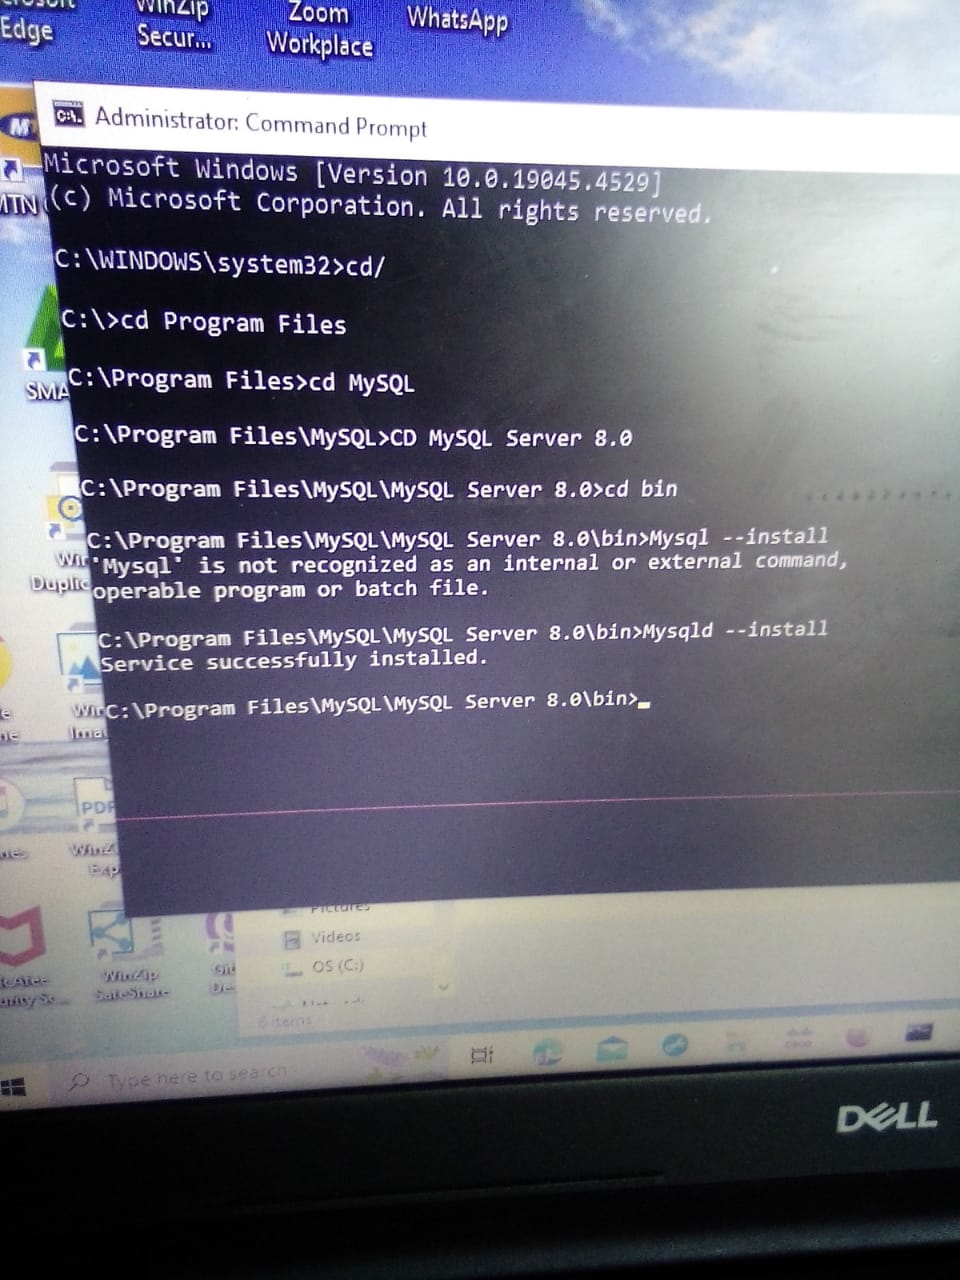 Edge
WinZip
Secur...
Zoom
Workplace
WhatsApp
Administrator: Command Prompt
Microsoft Windows [Version 10.0.19045.4529]
(c) Microsoft Corporation. All rights reserved.
C:\WINDOWS\system32>cd/
C:\>cd Program Files
C:\Program Files>cd MySQL
C:\Program Files\MySQL>CD MySQL Server 8.0
C:\Program Files\MySQL\MySQL Server 8.0>cd bin
C:\Program Files\MySQL\MySQL Server 8.0\bin>Mysql --install
'Mysql' is not recognized as an internal or external command,
operable program or batch file.
C:\Program Files\MySQL\MySQL Server 8.0\bin>Mysqld --install
Service successfully installed.
C:\Program Files\MySQL\MySQL Server 8.0\bin>
MTN
SMA
Duplic
PDF
WinZip
SafeShare
Pictures
Videos
OS (C:)
6 items
Type here to search
DELL